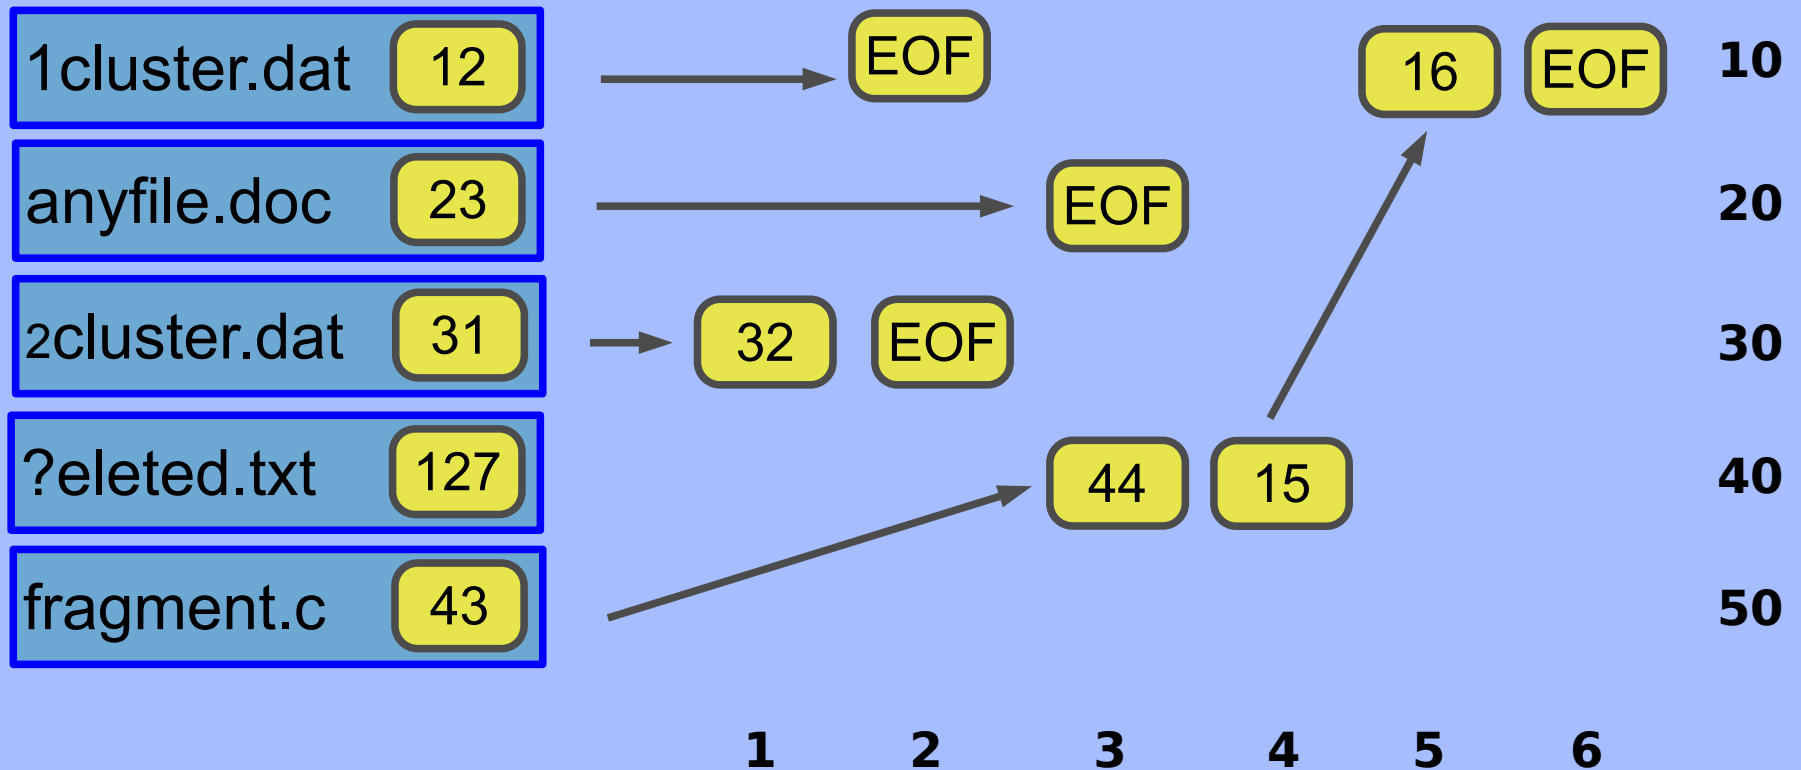 1cluster.dat 12 EOF 16 EOF 10
anyfile.doc 23 EOF 20
2cluster.dat 31 32 EOF 30
?eleted.txt 127 44 15 40
fragment.c 43 50
1 2 3 4 5 6